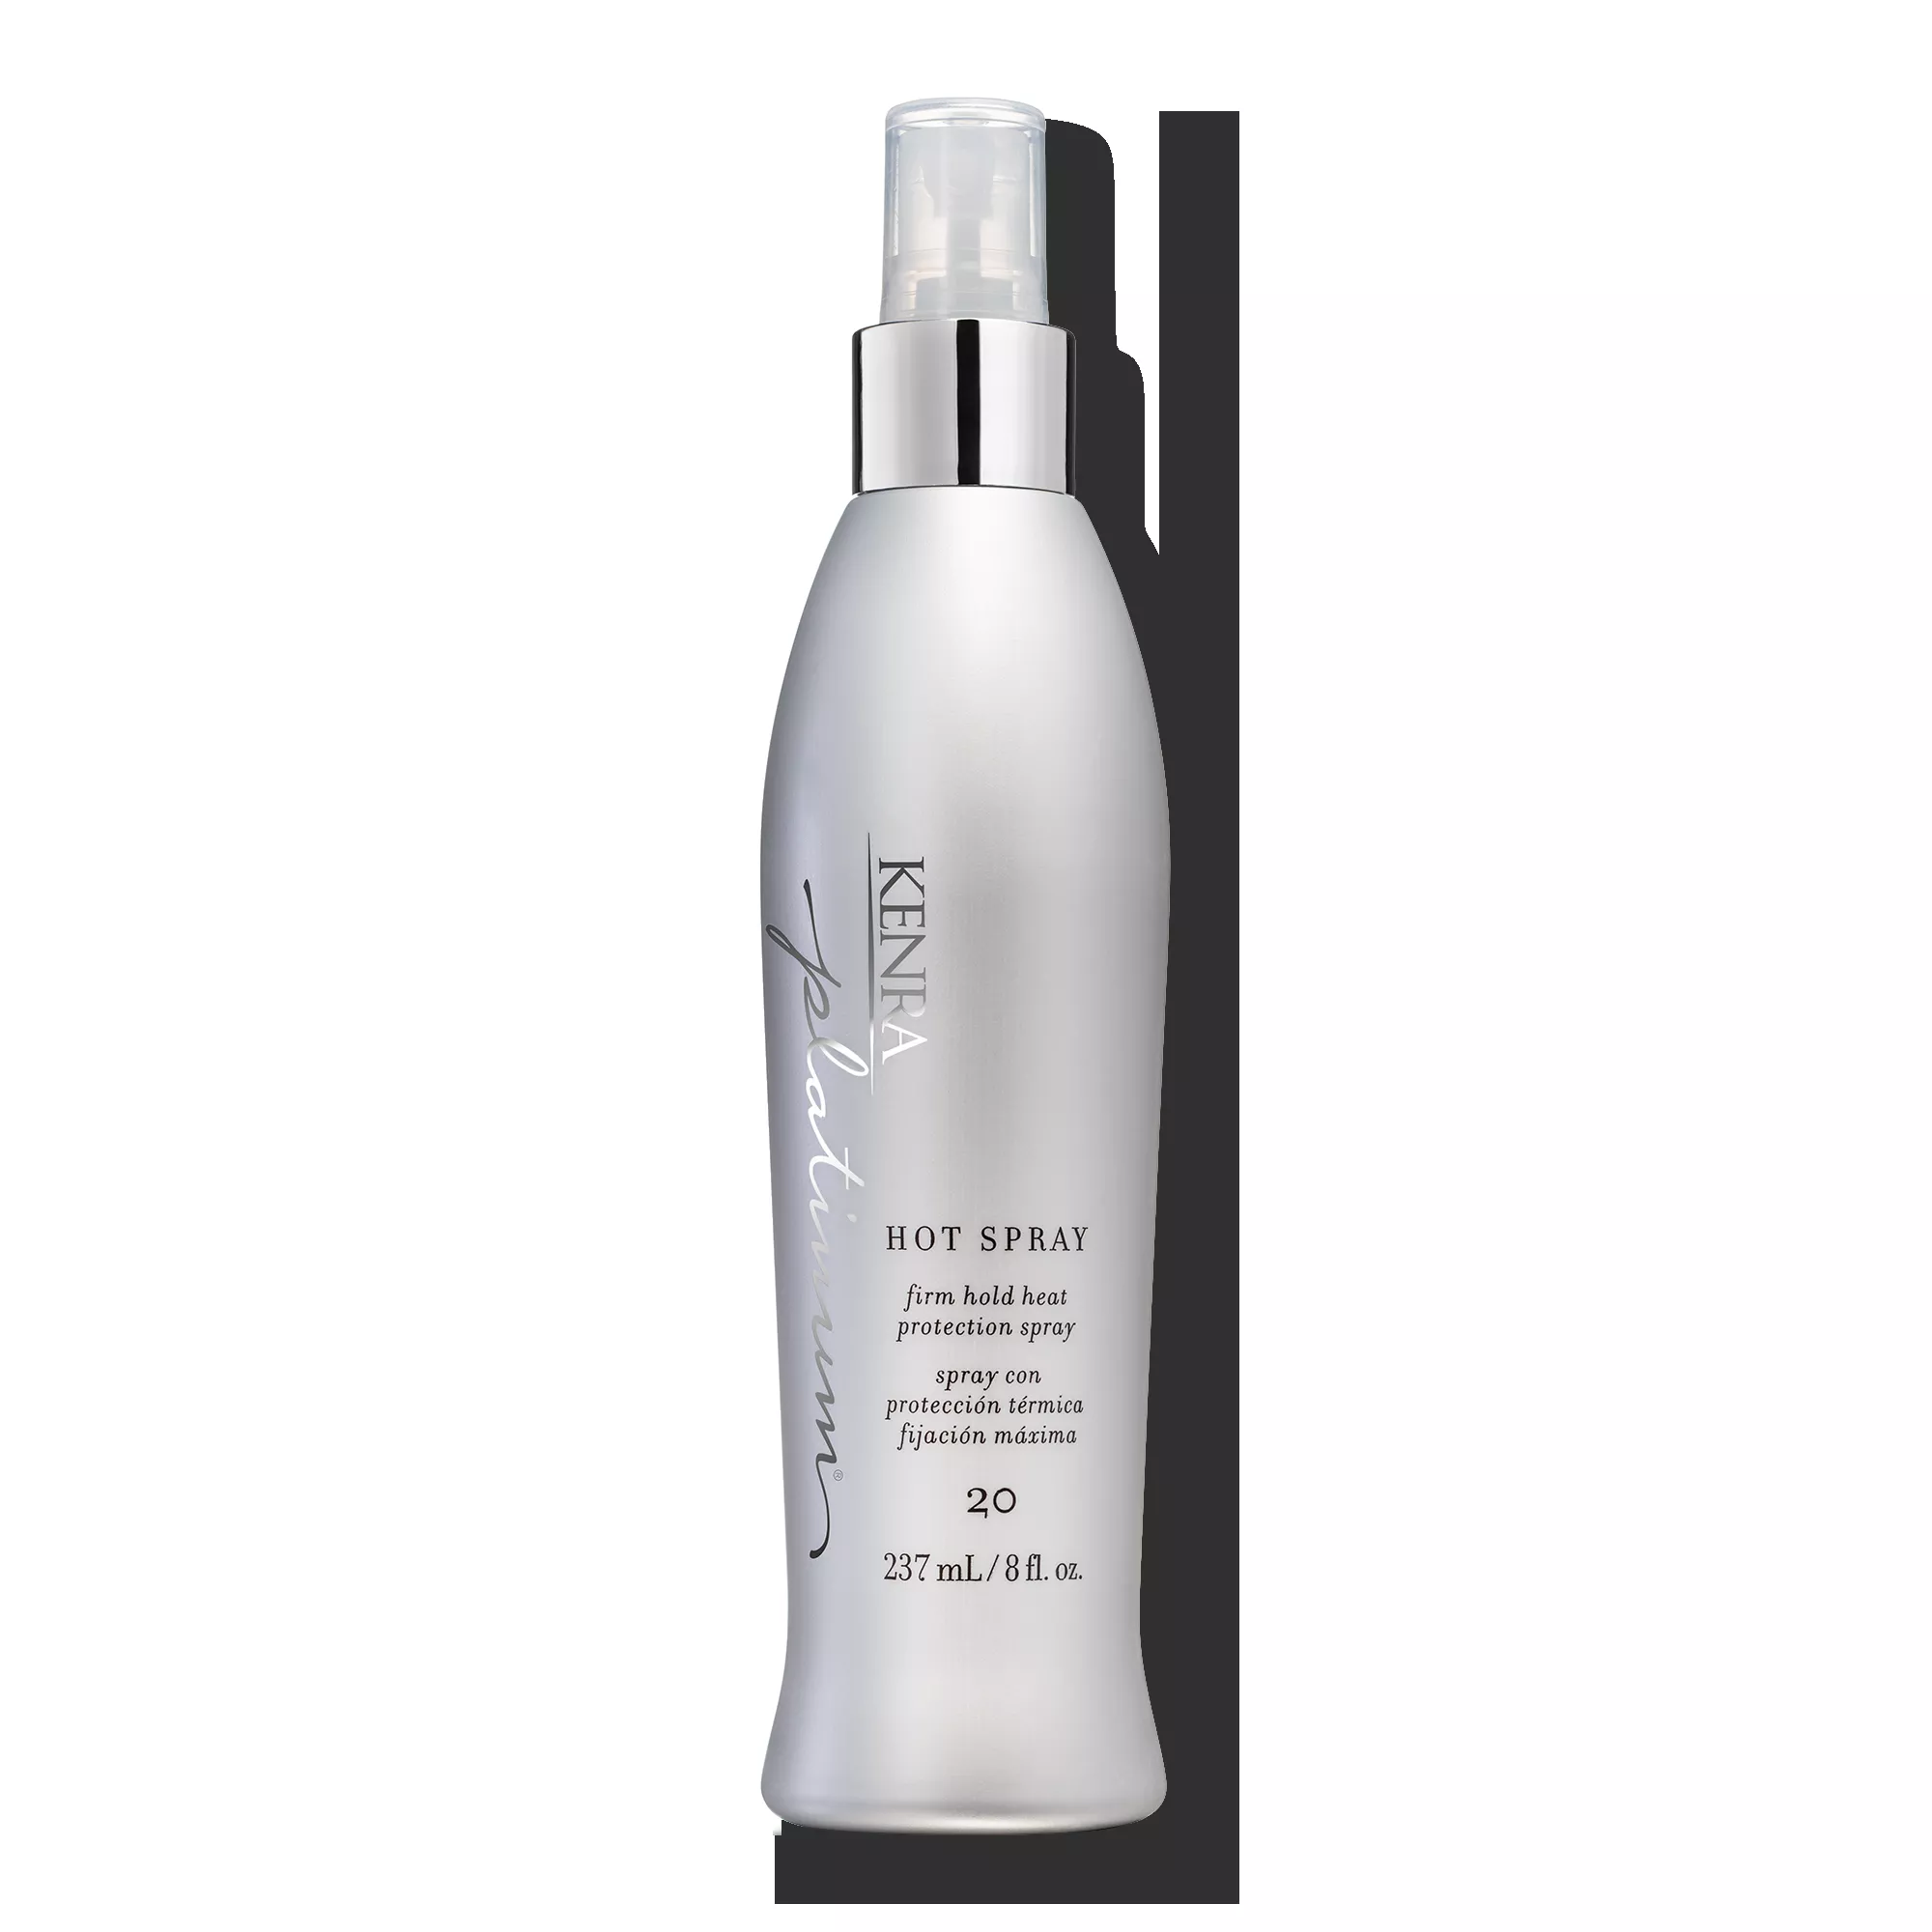 KENRA
platinum®
HOT SPRAY
firm hold heat
protection spray
spray con
protección térmica
fijación máxima
20
237 mL/8 fl. oz.